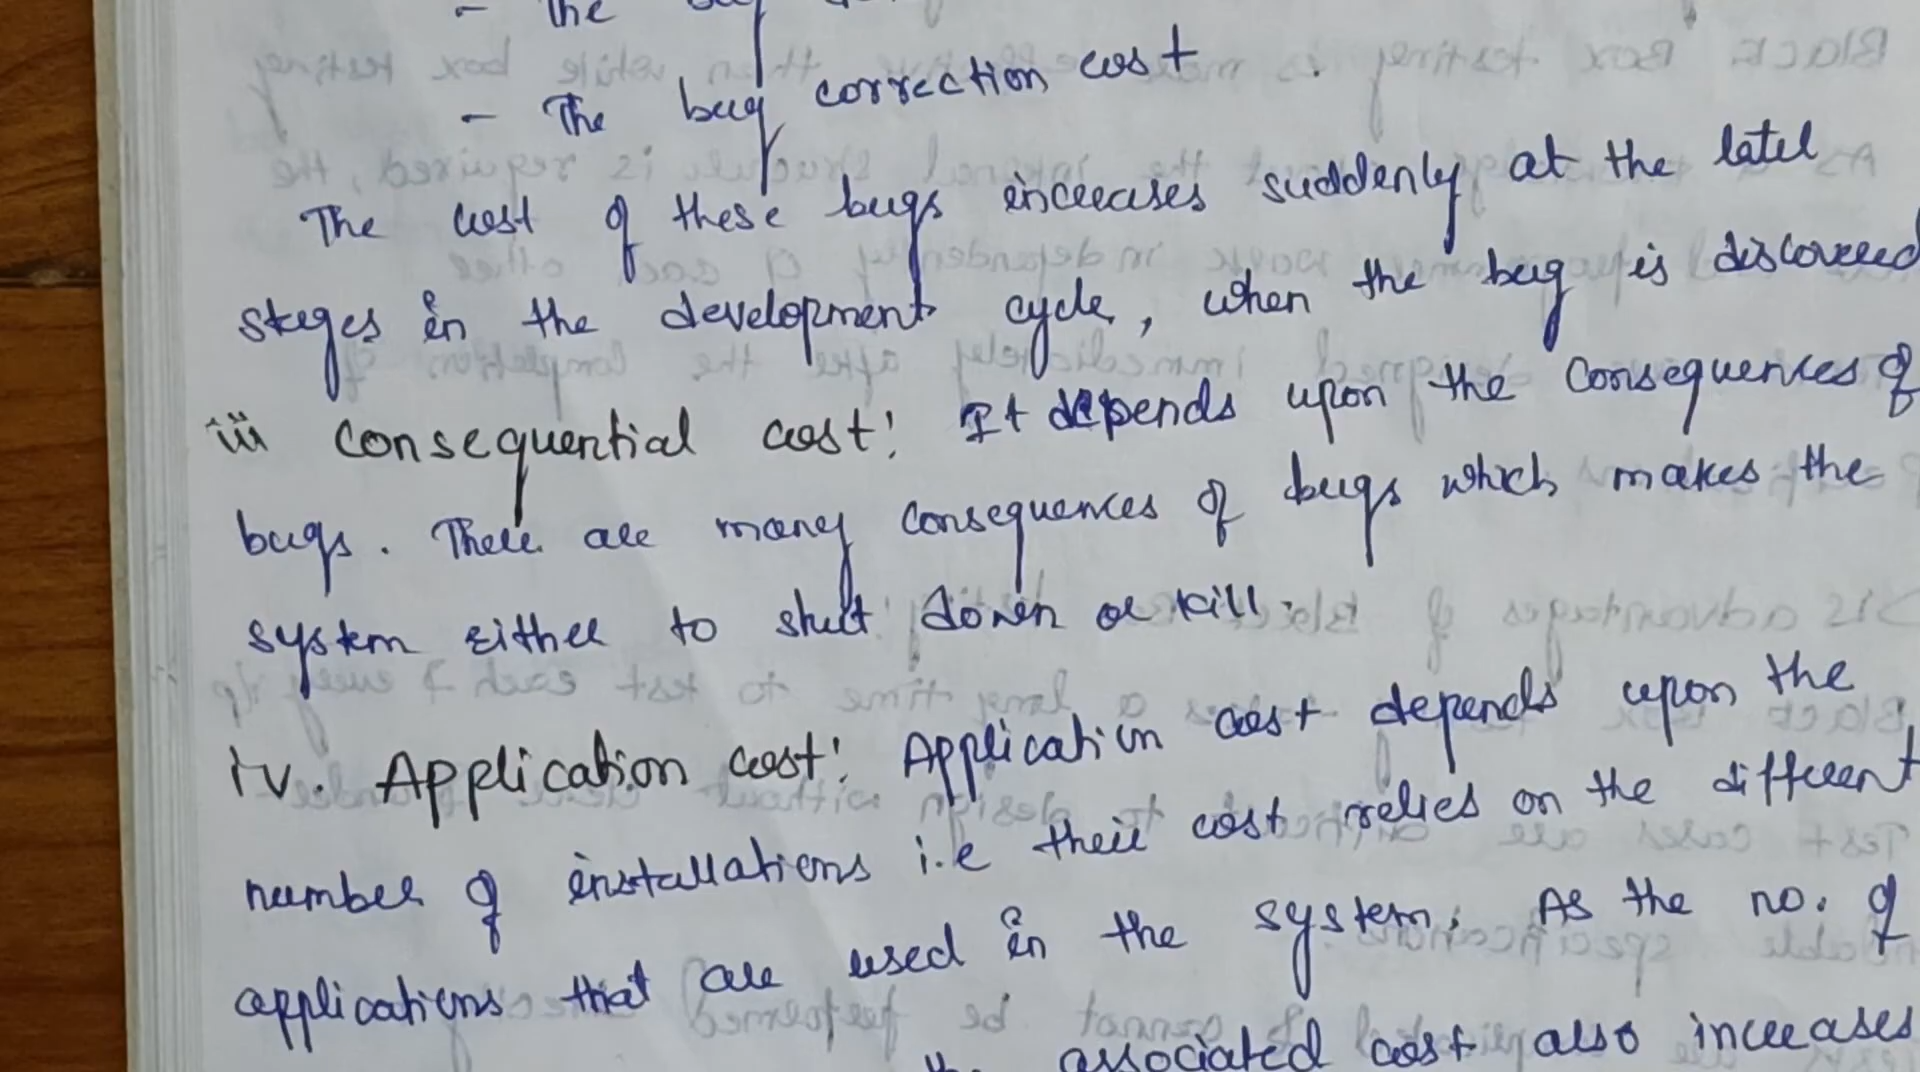 - The bug
- The bug correction cost
The cost of these bugs increases suddenly at the later
stages in the development cycle, when the bug is discovered
iii consequential cost: It depends upon the consequences of
bugs. There are many consequences of bugs which makes the
system either to shut down or kill.
iv. Application cost: Application cost depends upon the
number of installations i.e their cost relies on the different
applications that are used in the system. As the no. of
associated cost also increases